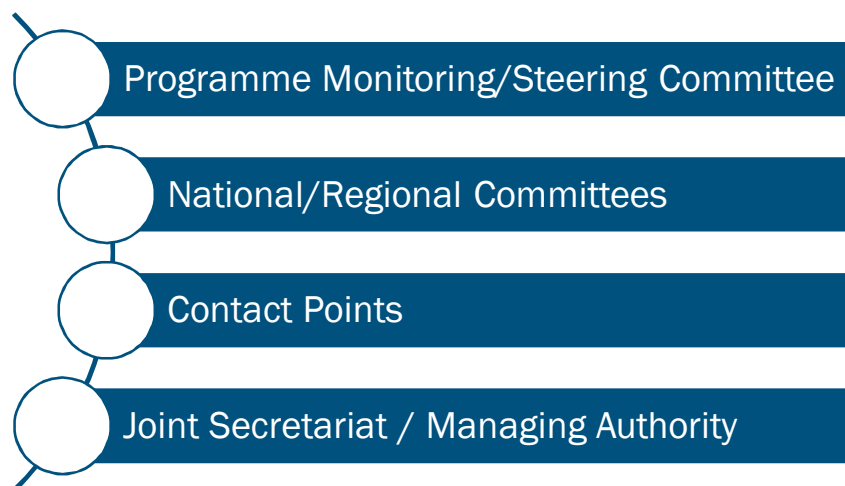 Programme Monitoring/Steering Committee
National/Regional Committees
Contact Points
Joint Secretariat / Managing Authority